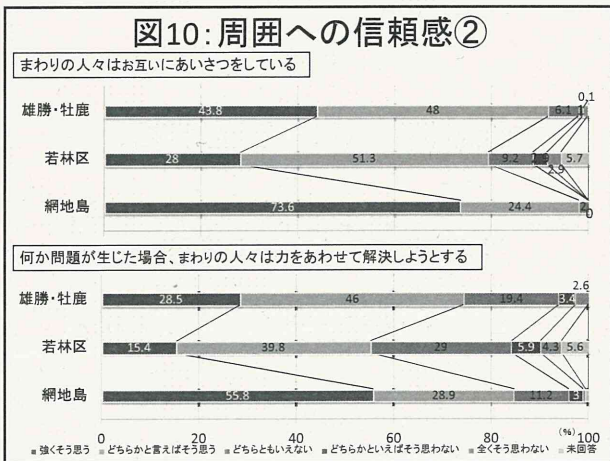 図10:周囲への信頼感②
まわりの人々はお互いにあいさつをしている
0.1
雄勝・牡鹿 43.8 48 6.1 1
若林区 28 51.3 9.2 2.9 5.7
2.9
網地島 73.6 24.4 2
0
何か問題が生じた場合、まわりの人々は力をあわせて解決しようとする
2.6
雄勝・牡鹿 28.5 46 19.4 3.4
若林区 15.4 39.8 29 5.9 4.3 5.6
網地島 55.8 28.9 11.2 3
0 20 40 60 80 100
(%)
強くそう思う どちらかと言えばそう思う どちらともいえない どちらかといえばそう思わない 全くそう思わない 未回答